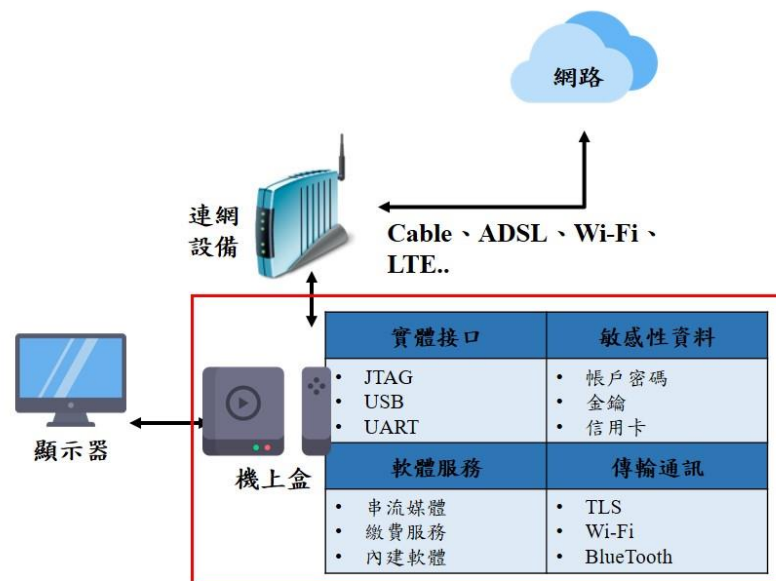 網路
連網
設備
Cable、ADSL、Wi-Fi、
LTE..
顯示器
機上盒
實體接口
• JTAG
• USB
• UART
敏感性資料
• 帳戶密碼
• 金鑰
• 信用卡
軟體服務
• 串流媒體
• 繳費服務
• 內建軟體
傳輸通訊
• TLS
• Wi-Fi
• BlueTooth